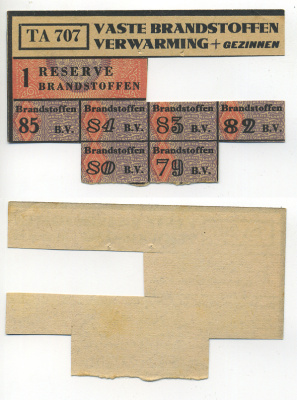 TA 707
VASTE BRANDSTOFFEN
VERWARMING + GEZINNEN
1 RESERVE
BRANDSTOFFEN
Brandstoffen Brandstoffen Brandstoffen Brandstoffen
85 B.V. 84 B.V. 83 B.V. 82 B.V.
Brandstoffen Brandstoffen
80 B.V. 79 B.V.